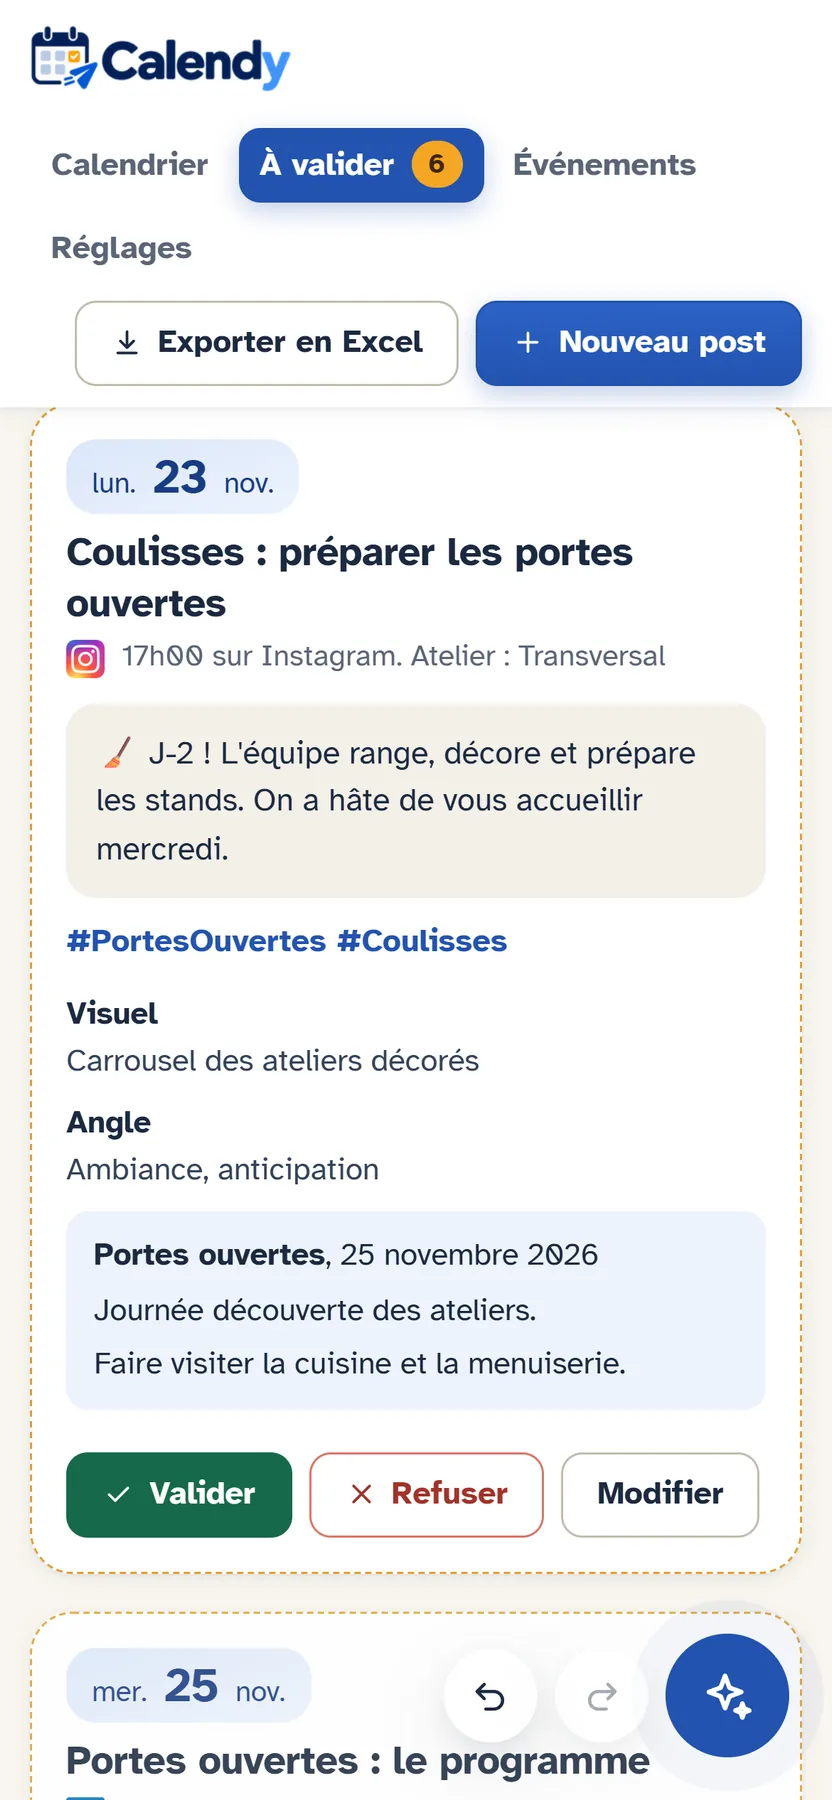 Calendy
Calendrier
À valider 6
Événements
Réglages
Exporter en Excel
Nouveau post
lun. 23 nov.
Coulisses : préparer les portes
ouvertes
17h00 sur Instagram. Atelier : Transversal
🧹 J-2 ! L'équipe range, décore et prépare
les stands. On a hâte de vous accueillir
mercredi.
#PortesOuvertes #Coulisses
Visuel
Carrousel des ateliers décorés
Angle
Ambiance, anticipation
Portes ouvertes, 25 novembre 2026
Journée découverte des ateliers.
Faire visiter la cuisine et la menuiserie.
Valider
Refuser
Modifier
mer. 25 nov.
Portes ouvertes : le programme